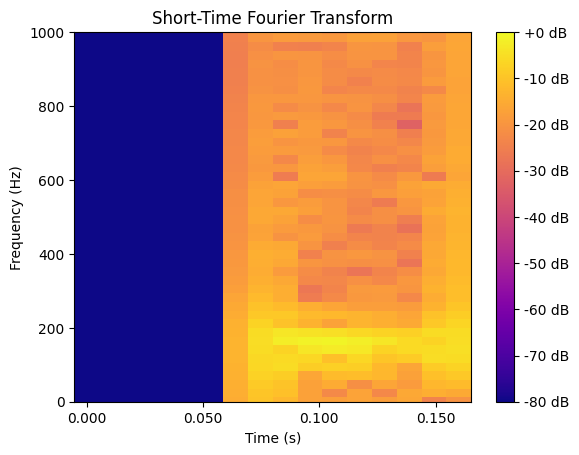 Short-Time Fourier Transform
1000
800
600
400
200
0
Frequency (Hz)
0.000
0.050
0.100
0.150
Time (s)
+0 dB
-10 dB
-20 dB
-30 dB
-40 dB
-50 dB
-60 dB
-70 dB
-80 dB